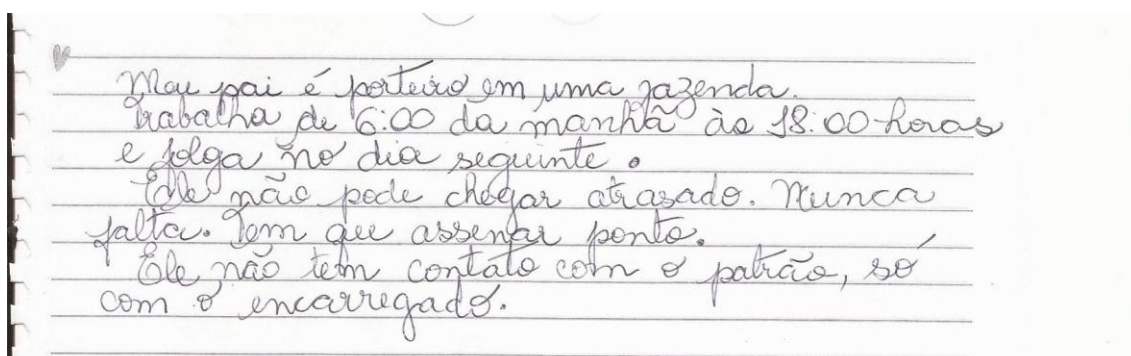 Meu pai é porteiro em uma fazenda.
Trabalha de 6:00 da manhã às 18:00 horas
e folga no dia seguinte.
Ele não pode chegar atrasado. Nunca
falta. Tem que assenar ponto.
Ele não tem contato com o patrão, só
com o encarregado.